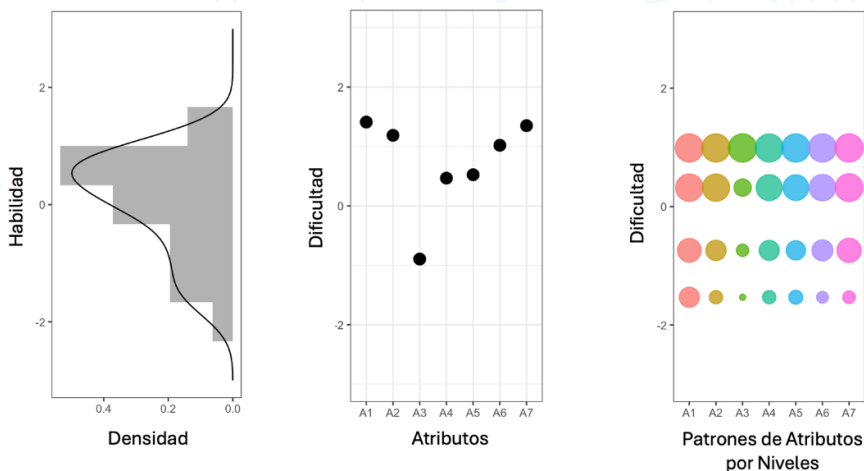 Habilidad
2
0
-2
0.4 0.2 0.0
Densidad
Dificultad
2
0
-2
A1 A2 A3 A4 A5 A6 A7
Atributos
Dificultad
2
0
-2
A1 A2 A3 A4 A5 A6 A7
Patrones de Atributos
por Niveles